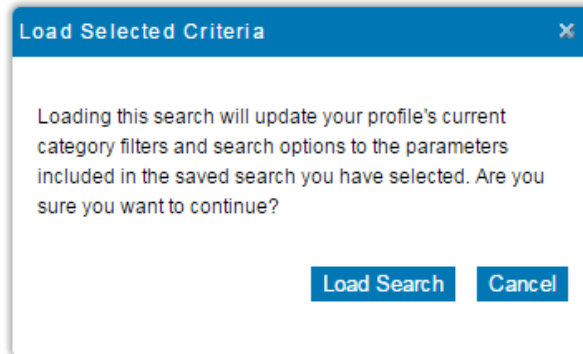 Load Selected Criteria
Loading this search will update your profile's current
category filters and search options to the parameters
included in the saved search you have selected. Are you
sure you want to continue?
Load Search Cancel